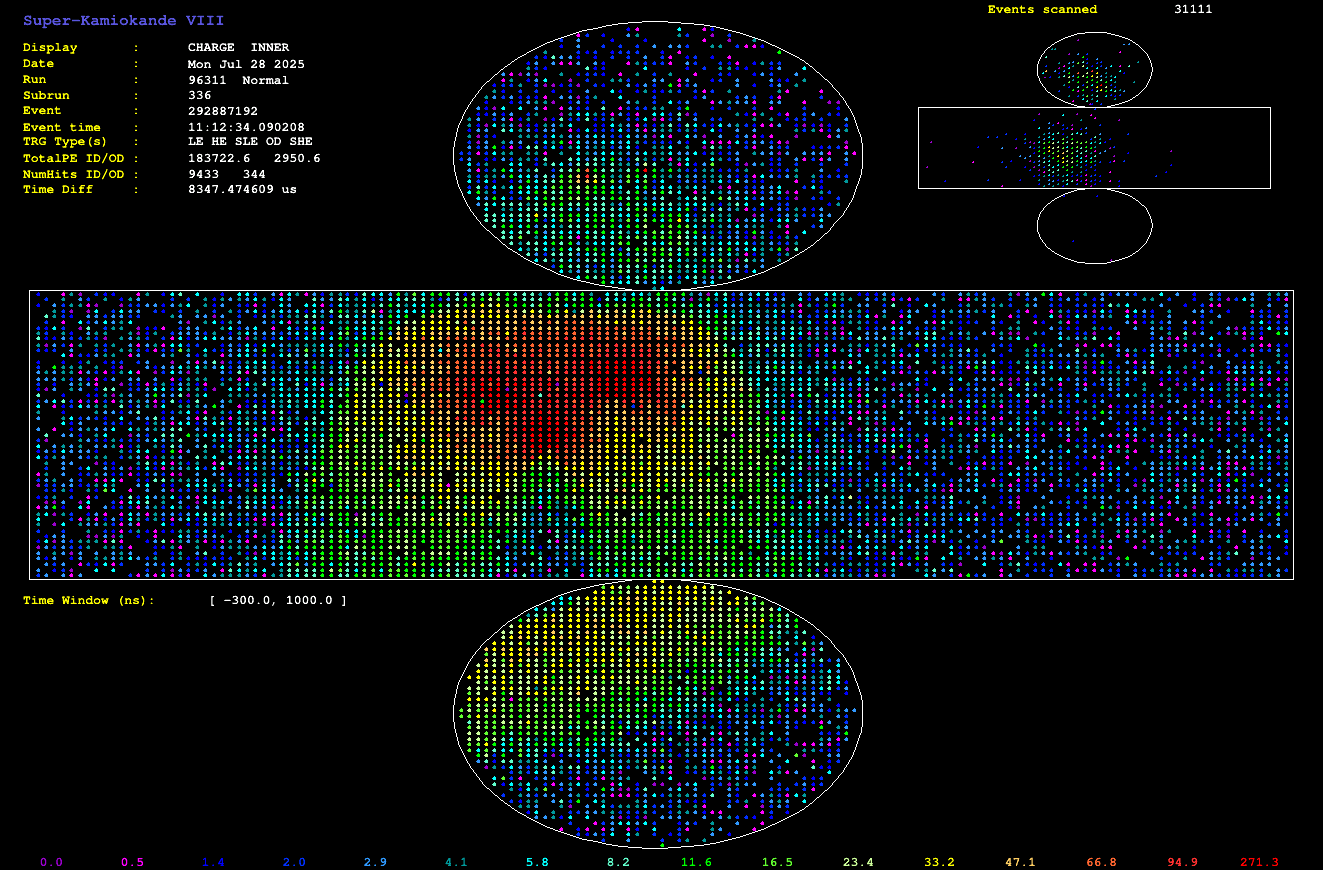 Super-Kamiokande VIII
Display : CHARGE INNER
Date : Mon Jul 28 2025
Run : 96311 Normal
Subrun : 336
Event : 292887192
Event time : 11:12:34.090208
TRG Type(s) : LE HE SLE OD SHE
TotalPE ID/OD : 183722.6 2950.6
NumHits ID/OD : 9433 344
Time Diff : 8347.474609 us
Events scanned 31111
Time Window (ns): [ -300.0, 1000.0 ]
0.0 0.5 1.4 2.0 2.9 4.1 5.8 8.2 11.6 16.5 23.4 33.2 47.1 66.8 94.9 271.3